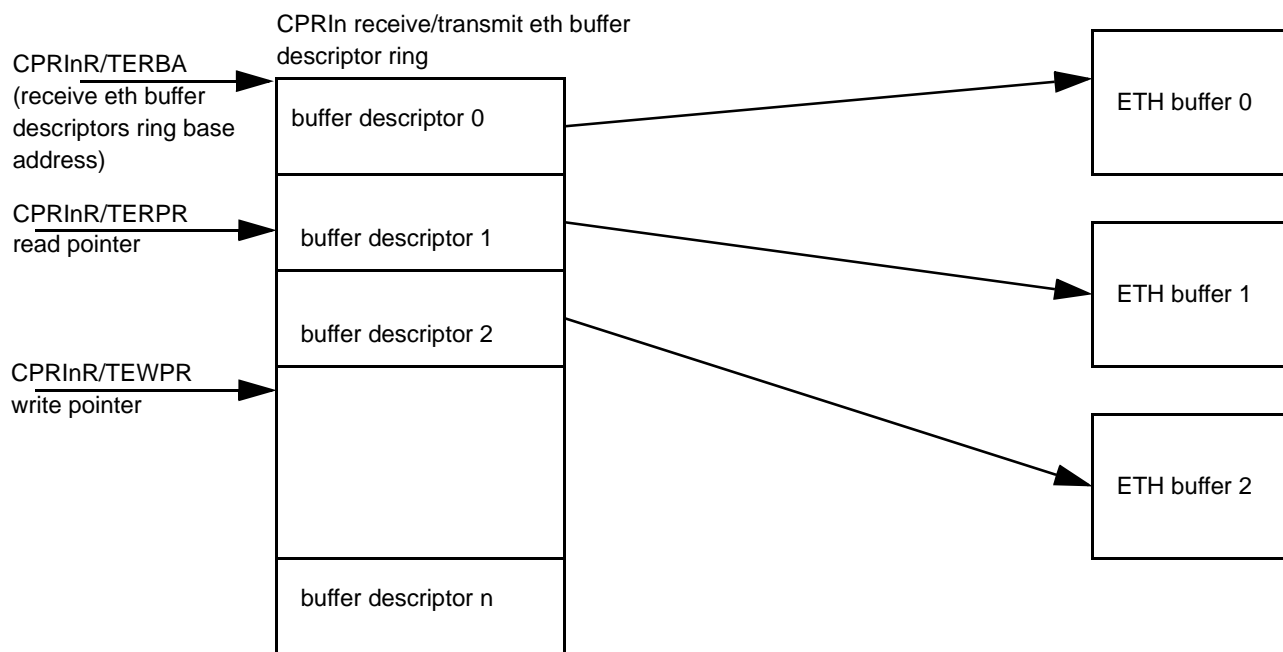 CPRIn receive/transmit eth buffer
descriptor ring
CPRInR/TERBA
(receive eth buffer
descriptors ring base
address)
buffer descriptor 0
ETH buffer 0
CPRInR/TERPR
read pointer
buffer descriptor 1
ETH buffer 1
buffer descriptor 2
CPRInR/TEWPR
write pointer
ETH buffer 2
buffer descriptor n